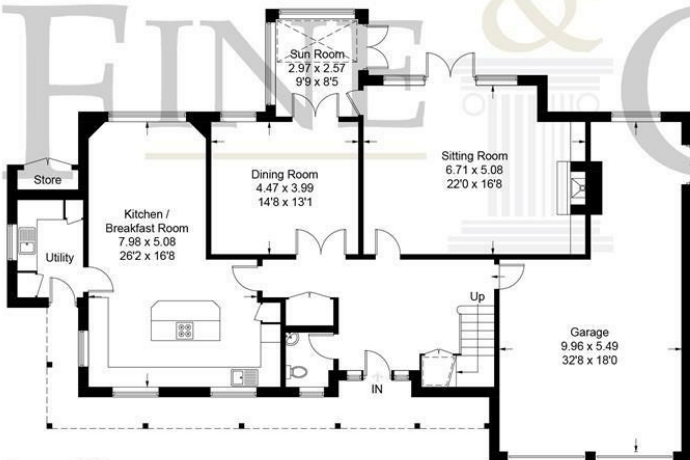 FINE & C
Sun Room
2.97 x 2.57
9'9 x 8'5
Sitting Room
6.71 x 5.08
22'0 x 16'8
Dining Room
4.47 x 3.99
14'8 x 13'1
Store
Kitchen /
Breakfast Room
7.98 x 5.08
26'2 x 16'8
Utility
Up
Garage
9.96 x 5.49
32'8 x 18'0
IN